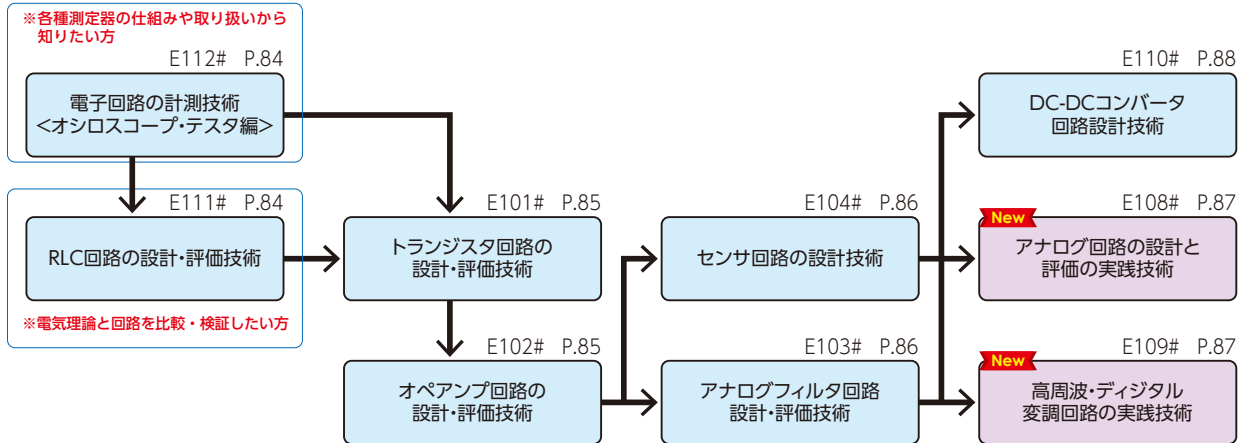 ※各種測定器の仕組みや取り扱いから
知りたい方
E112# P.84
電子回路の計測技術
<オシロスコープ・テスタ編>
E111# P.84
RLC回路の設計・評価技術
※電気理論と回路を比較・検証したい方
E101# P.85
トランジスタ回路の
設計・評価技術
E102# P.85
オペアンプ回路の
設計・評価技術
E104# P.86
センサ回路の設計技術
E103# P.86
アナログフィルタ回路
設計・評価技術
E110# P.88
DC-DCコンバータ
回路設計技術
E108# P.87
New
アナログ回路の設計と
評価の実践技術
E109# P.87
New
高周波・ディジタル
変調回路の実践技術